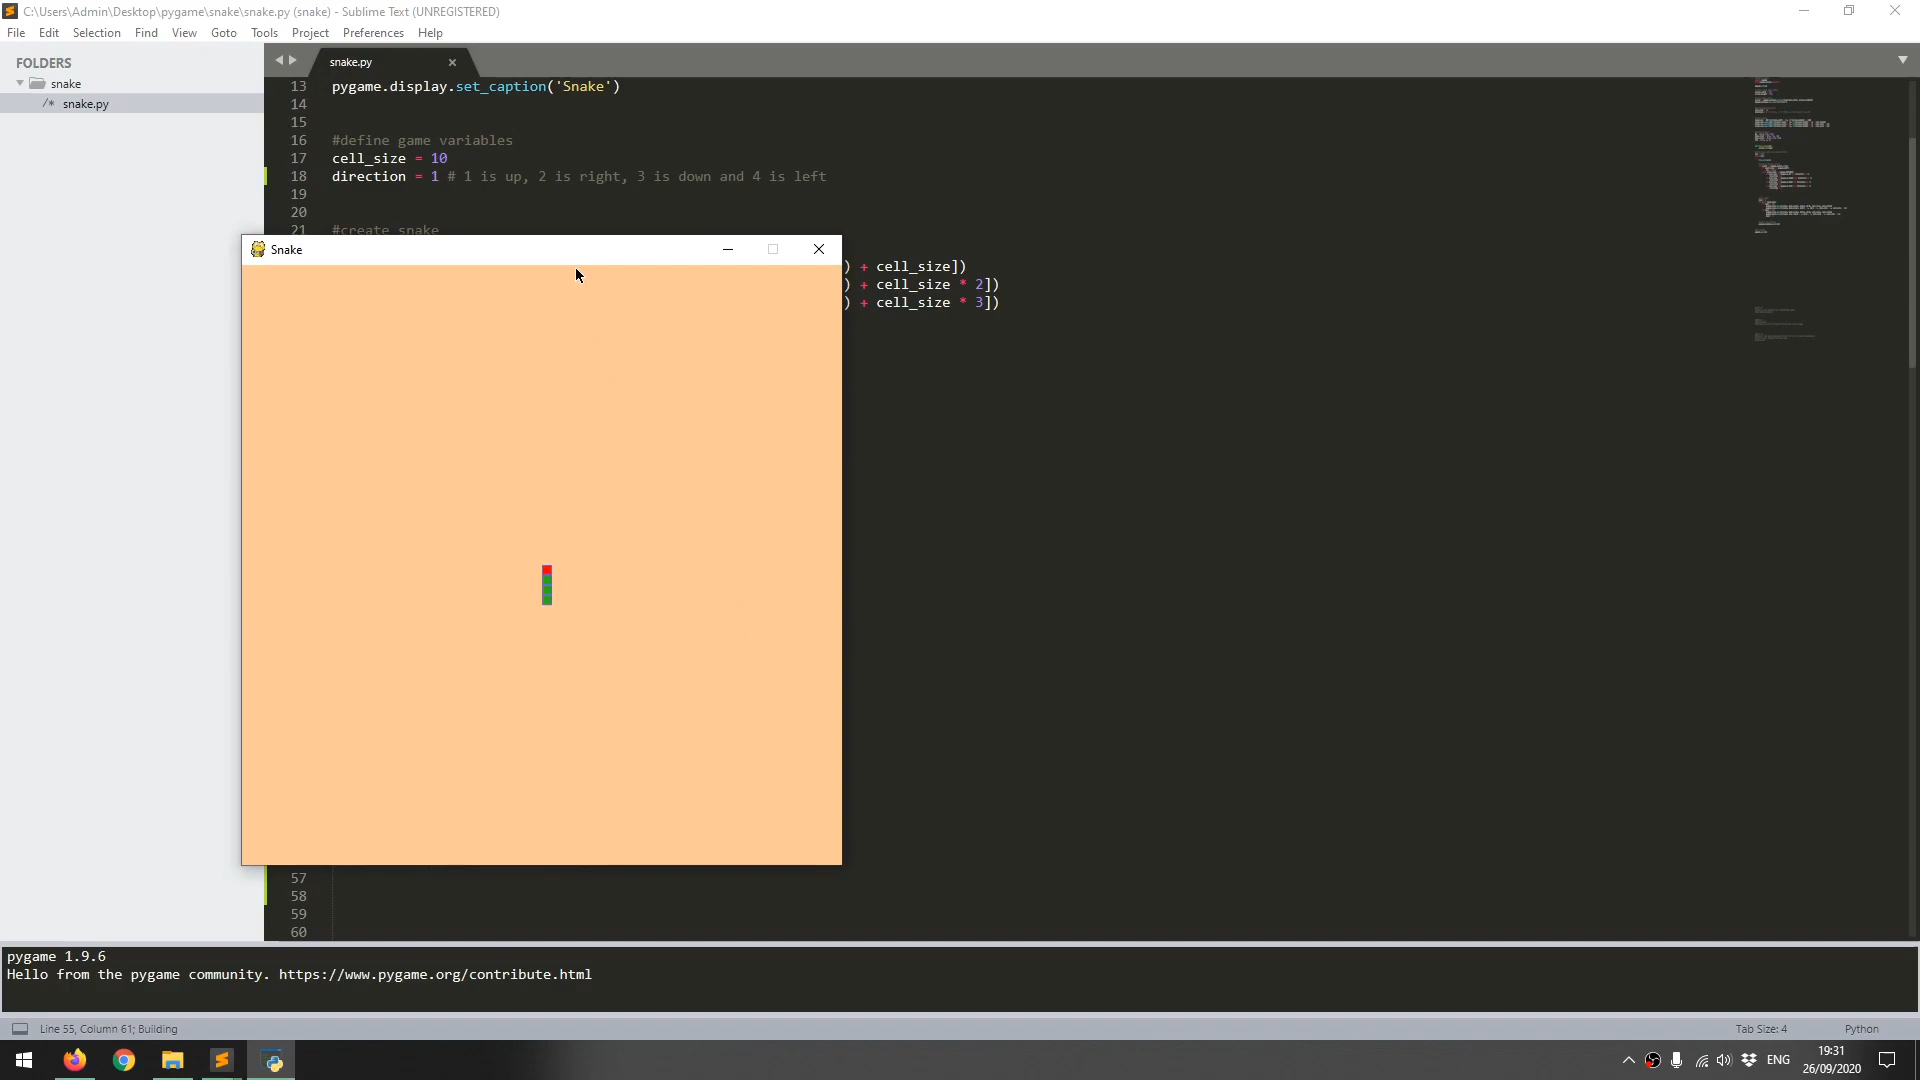 C:\Users\Admin\Desktop\pygame\snake\snake.py (snake) - Sublime Text (UNREGISTERED)
File Edit Selection Find View Goto Tools Project Preferences Help
FOLDERS
snake
/* snake.py
snake.py
13 pygame.display.set_caption('Snake')
14
15
16 #define game variables
17 cell_size = 10
18 direction = 1 # 1 is up, 2 is right, 3 is down and 4 is left
19
20
21 #create snake
Snake
) + cell_size])
) + cell_size * 2])
) + cell_size * 3])
57
58
59
60
pygame 1.9.6
Hello from the pygame community. https://www.pygame.org/contribute.html
Line 55, Column 61; Building
Tab Size: 4
Python
ENG
19:31
26/09/2020